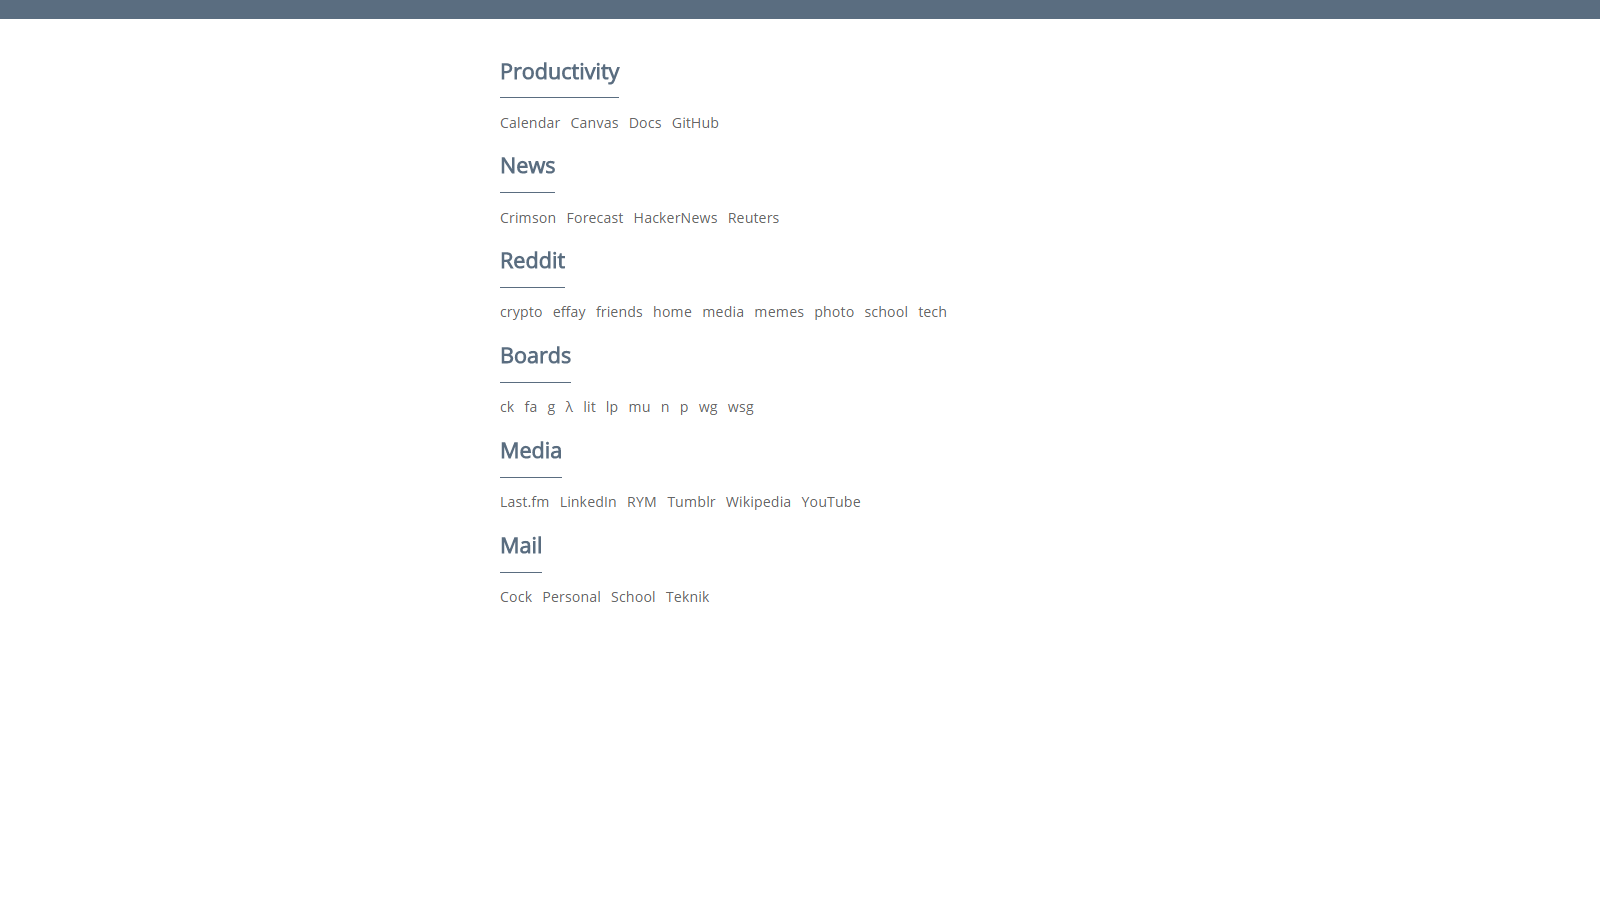 Productivity
Calendar Canvas Docs GitHub
News
Crimson Forecast HackerNews Reuters
Reddit
crypto effay friends home media memes photo school tech
Boards
ck fa g λ lit lp mu n p wg wsg
Media
Last.fm LinkedIn RYM Tumblr Wikipedia YouTube
Mail
Cock Personal School Teknik